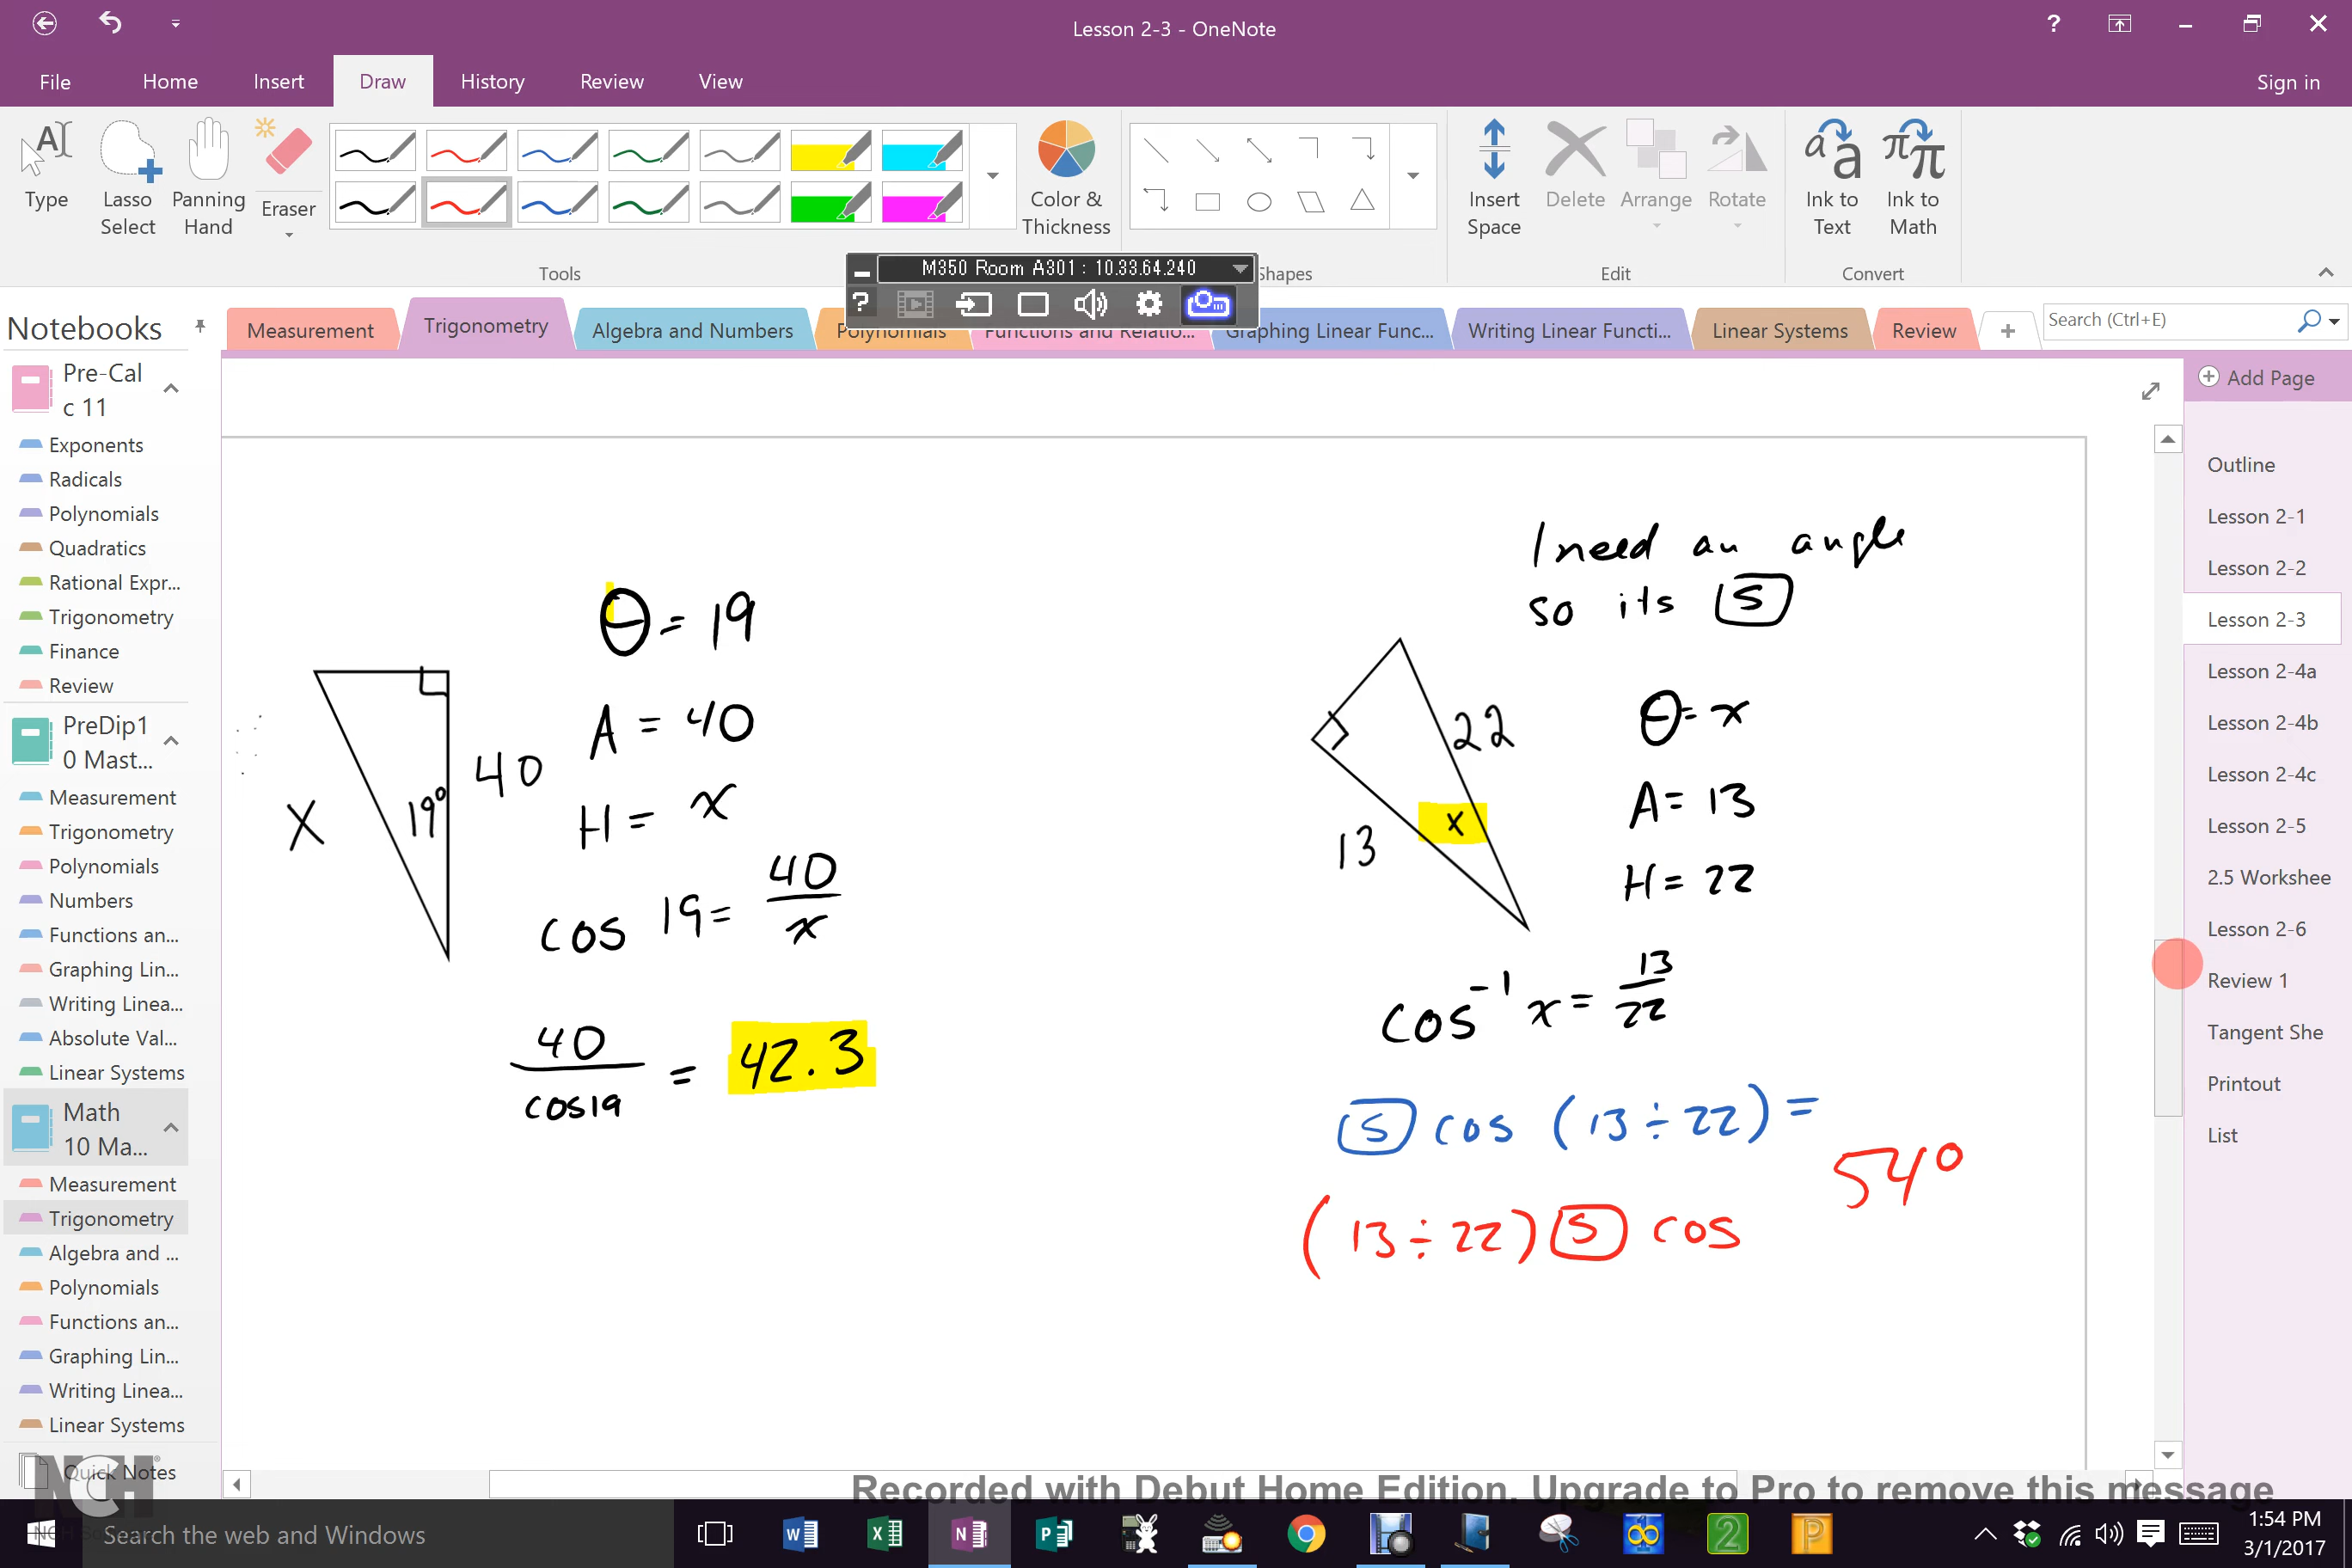 Lesson 2-3 - OneNote
?
File Home Insert Draw History Review View Sign in
Type
Lasso Select
Panning Hand
Eraser
Color & Thickness
Insert Space
Delete
Arrange
Rotate
Ink to Text
Ink to Math
Tools
Shapes
Edit
Convert
M350 Room A301 : 10.33.64.240
?
Notebooks
Measurement Trigonometry Algebra and Numbers Polynomials Functions and Relatio... Graphing Linear Func... Writing Linear Functi... Linear Systems Review +
Search (Ctrl+E)
Pre-Calc 11
Exponents
Radicals
Polynomials
Quadratics
Rational Expr...
Trigonometry
Finance
Review
PreDip10 Mast...
Measurement
Trigonometry
Polynomials
Numbers
Functions an...
Graphing Lin...
Writing Linea...
Absolute Val...
Linear Systems
Math 10 Ma...
Measurement
Trigonometry
Algebra and ...
Polynomials
Functions an...
Graphing Lin...
Writing Linea...
Linear Systems
Quick Notes
θ = 19
A = 40
H = x
X
19°
40
cos 19 = 40/x
40/cos19 = 42.3
I need an angle
so its S
22
x
13
θ = x
A = 13
H = 22
cos⁻¹ x = 13/22
S cos (13 ÷ 22) =
54°
(13 ÷ 22) S cos
Add Page
Outline
Lesson 2-1
Lesson 2-2
Lesson 2-3
Lesson 2-4a
Lesson 2-4b
Lesson 2-4c
Lesson 2-5
2.5 Workshee
Lesson 2-6
Review 1
Tangent She
Printout
List
NCH
Recorded with Debut Home Edition. Upgrade to Pro to remove this message
Search the web and Windows
1:54 PM
3/1/2017